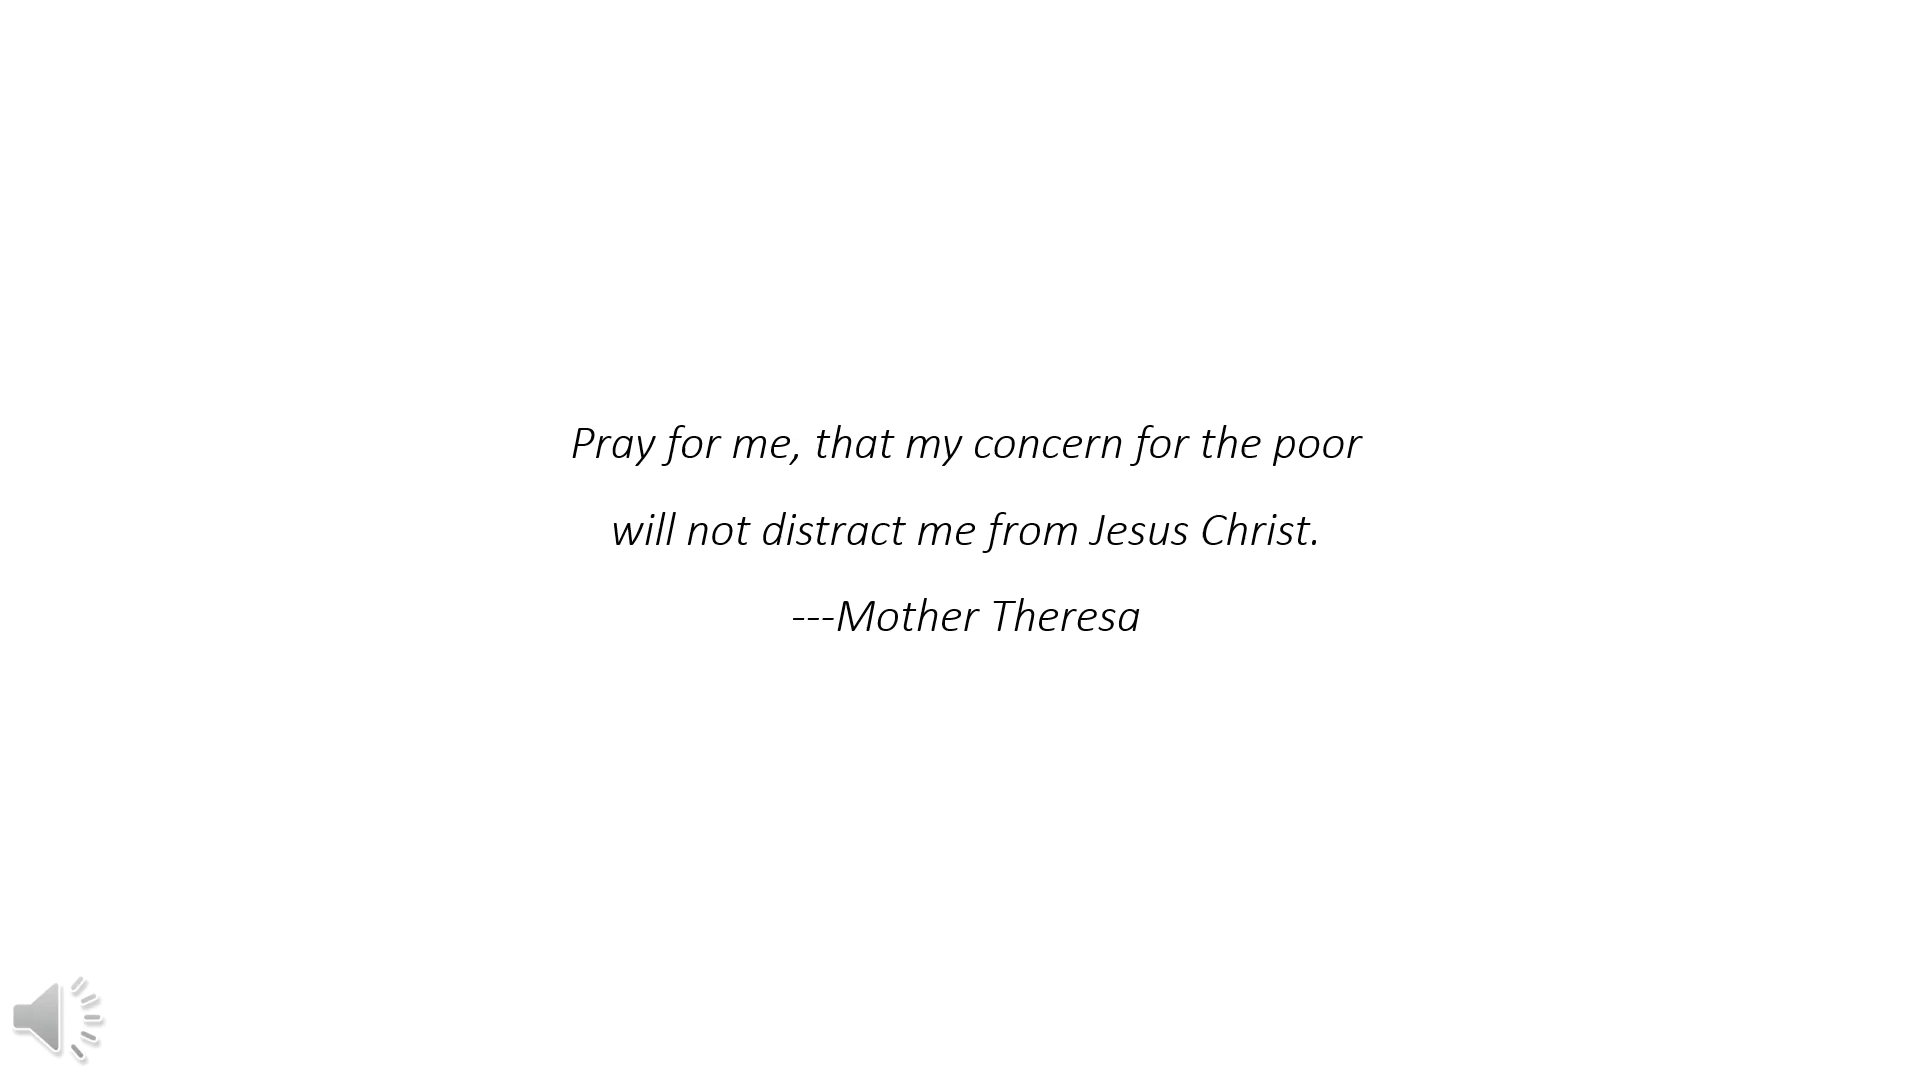 Pray for me, that my concern for the poor
will not distract me from Jesus Christ.
---Mother Theresa